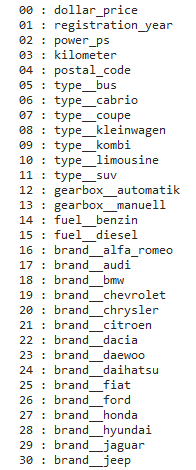 00 : dollar_price
01 : registration_year
02 : power_ps
03 : kilometer
04 : postal_code
05 : type__bus
06 : type__cabrio
07 : type__coupe
08 : type__kleinwagen
09 : type__kombi
10 : type__limousine
11 : type__suv
12 : gearbox__automatik
13 : gearbox__manuell
14 : fuel__benzin
15 : fuel__diesel
16 : brand__alfa_romeo
17 : brand__audi
18 : brand__bmw
19 : brand__chevrolet
20 : brand__chrysler
21 : brand__citroen
22 : brand__dacia
23 : brand__daewoo
24 : brand__daihatsu
25 : brand__fiat
26 : brand__ford
27 : brand__honda
28 : brand__hyundai
29 : brand__jaguar
30 : brand__jeep